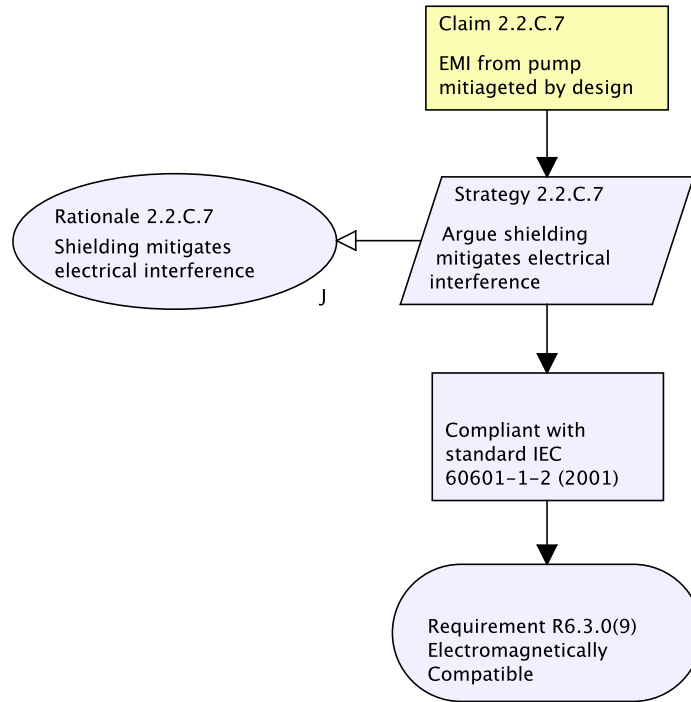 Claim 2.2.C.7
EMI from pump
mitiageted by design
Strategy 2.2.C.7
Argue shielding
mitigates electrical
interference
Rationale 2.2.C.7
Shielding mitigates
electrical interference
J
Compliant with
standard IEC
60601-1-2 (2001)
Requirement R6.3.0(9)
Electromagnetically
Compatible